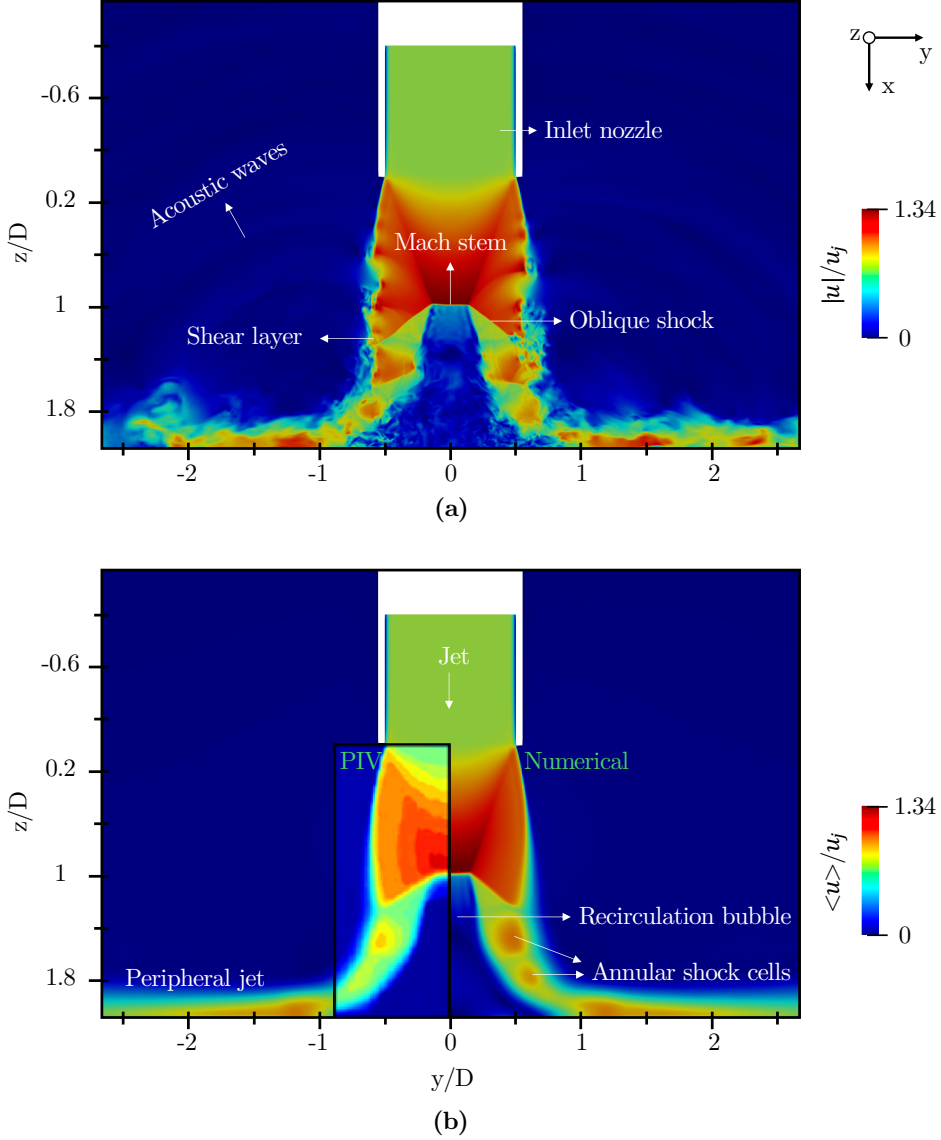 z
y
x
-0.6
0.2
1
1.8
z/D
Acoustic waves
Inlet nozzle
Mach stem
Oblique shock
Shear layer
1.34
|u|/u_j
0
-2
-1
0
1
2
(a)
-0.6
0.2
1
1.8
z/D
Jet
PIV
Numerical
Recirculation bubble
Annular shock cells
Peripheral jet
1.34
<u>/u_j
0
-2
-1
0
1
2
y/D
(b)